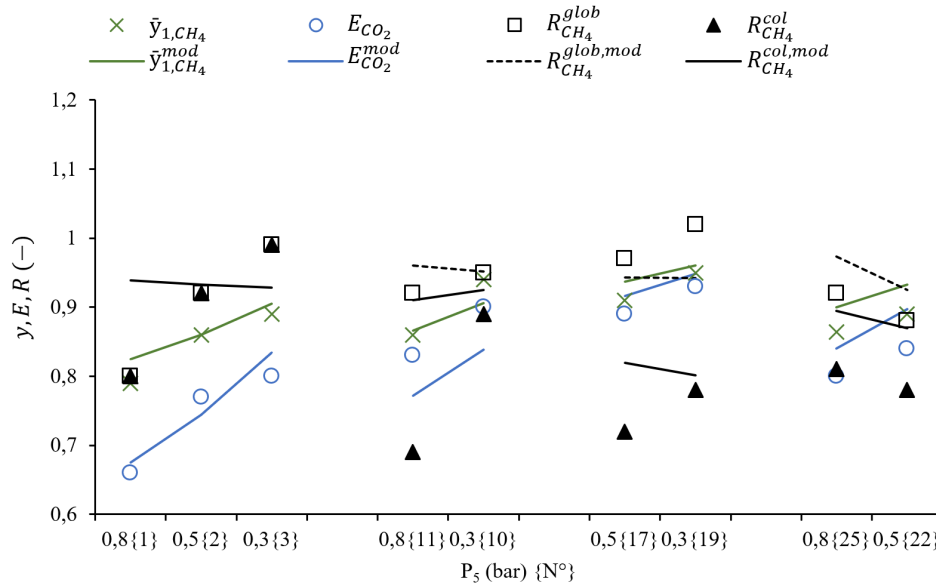 ȳ₁,CH₄ E_CO₂ R_CH₄^glob R_CH₄^col
ȳ₁,CH₄^mod E_CO₂^mod R_CH₄^glob,mod R_CH₄^col,mod
1,2
1,1
1
0,9
0,8
0,7
0,6
y, E, R (−)
0,8{1} 0,5{2} 0,3{3} 0,8{11} 0,3{10} 0,5{17} 0,3{19} 0,8{25} 0,5{22}
P₅ (bar) {N°}